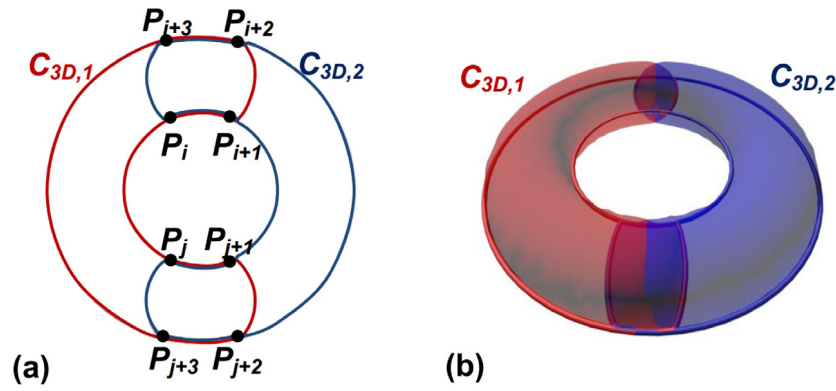 P_{i+3} P_{i+2}
C_{3D,1} C_{3D,2}
P_i P_{i+1}
P_j P_{j+1}
P_{j+3} P_{j+2}
(a)
C_{3D,1} C_{3D,2}
(b)